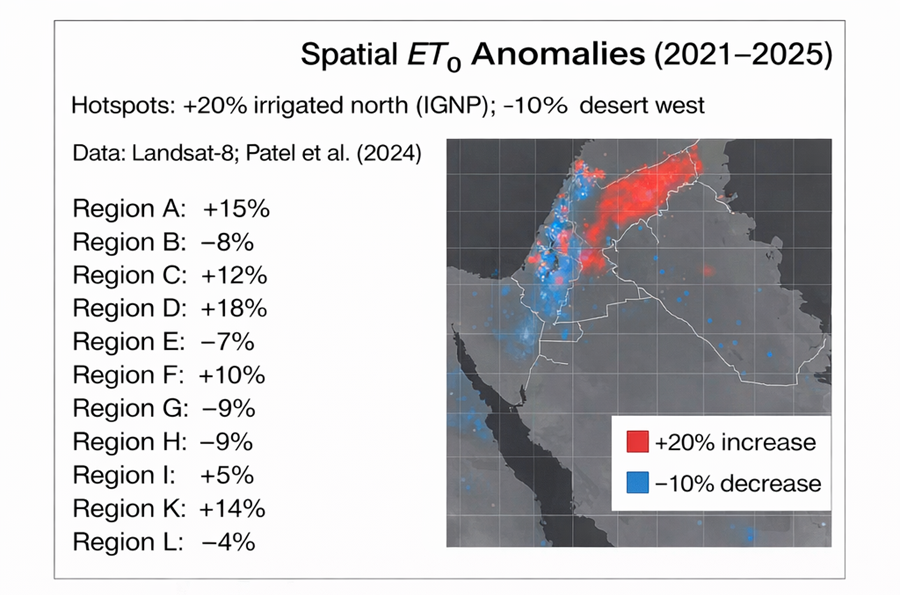 Spatial ET₀ Anomalies (2021–2025)
Hotspots: +20% irrigated north (IGNP); -10% desert west
Data: Landsat-8; Patel et al. (2024)
Region A: +15%
Region B: −8%
Region C: +12%
Region D: +18%
Region E: −7%
Region F: +10%
Region G: −9%
Region H: −9%
Region I: +5%
Region K: +14%
Region L: −4%
+20% increase
−10% decrease